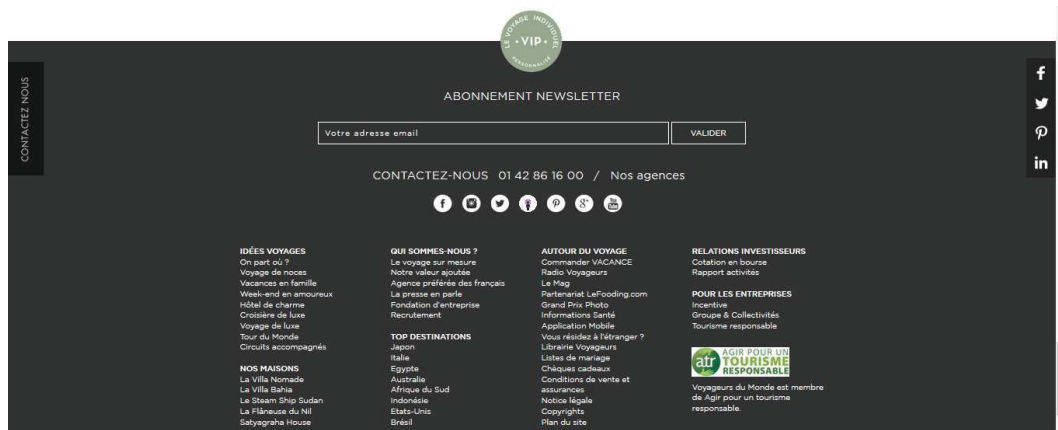 LE VOYAGE INDIVIDUEL
• VIP •
PERSONNALISÉ
CONTACTEZ NOUS
ABONNEMENT NEWSLETTER
Votre adresse email
VALIDER
CONTACTEZ-NOUS 01 42 86 16 00 / Nos agences
IDÉES VOYAGES
On part où ?
Voyage de noces
Vacances en famille
Week-end en amoureux
Hôtel de charme
Croisière de luxe
Voyage de luxe
Tour du Monde
Circuits accompagnés
NOS MAISONS
La Villa Nomade
La Villa Bahia
Le Steam Ship Sudan
La Flâneuse du Nil
Satyagraha House
QUI SOMMES-NOUS ?
Le voyage sur mesure
Notre valeur ajoutée
Agence préférée des français
La presse en parle
Fondation d'entreprise
Recrutement
TOP DESTINATIONS
Japon
Italie
Egypte
Australie
Afrique du Sud
Indonésie
Etats-Unis
Brésil
AUTOUR DU VOYAGE
Commander VACANCE
Radio Voyageurs
Le Mag
Partenariat LeFooding.com
Grand Prix Photo
Informations Santé
Application Mobile
Vous résidez à l'étranger ?
Librairie Voyageurs
Listes de mariage
Chèques cadeaux
Conditions de vente et
assurances
Notice légale
Copyrights
Plan du site
RELATIONS INVESTISSEURS
Cotation en bourse
Rapport activités
POUR LES ENTREPRISES
Incentive
Groupe & Collectivités
Tourisme responsable
atr
AGIR POUR UN
TOURISME
RESPONSABLE
Voyageurs du Monde est membre
de Agir pour un tourisme
responsable.